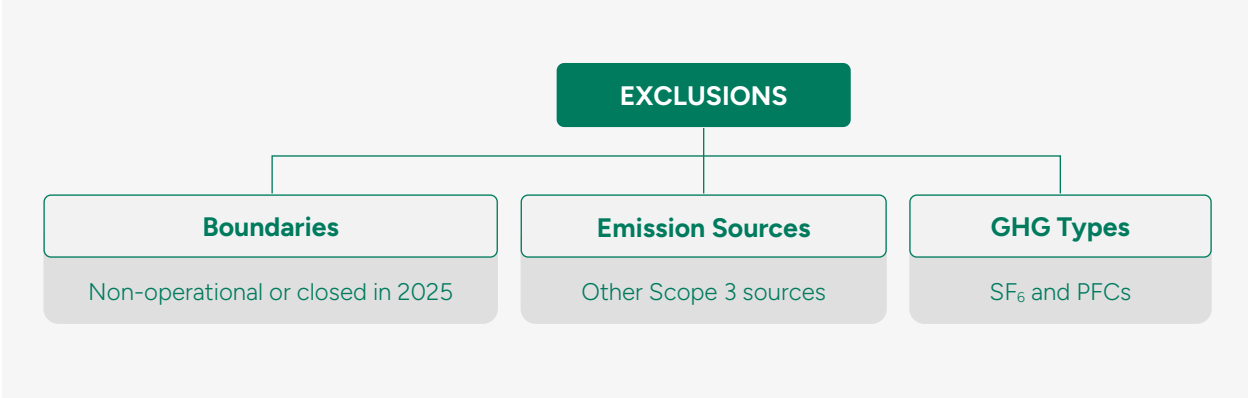 EXCLUSIONS
Boundaries
Non-operational or closed in 2025
Emission Sources
Other Scope 3 sources
GHG Types
SF₆ and PFCs